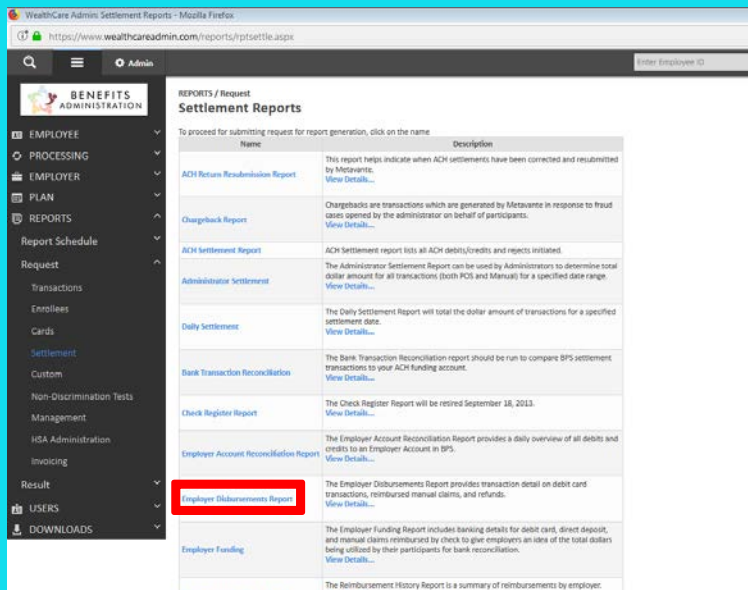 WealthCare Admin: Settlement Reports - Mozilla Firefox
https://www.wealthcareadmin.com/reports/rptsettle.aspx
Admin
Enter Employee ID
BENEFITS
ADMINISTRATION
EMPLOYEE
PROCESSING
EMPLOYER
PLAN
REPORTS
Report Schedule
Request
Transactions
Enrollees
Cards
Settlement
Custom
Non-Discrimination Tests
Management
HSA Administration
Invoicing
Result
USERS
DOWNLOADS
REPORTS / Request
Settlement Reports
To proceed for submitting request for report generation, click on the name
Name Description
ACH Return Resubmission Report
This report helps indicate when ACH settlements have been corrected and resubmitted
by Metavante.
View Details...
Chargeback Report
Chargebacks are transactions which are generated by Metavante in response to fraud
cases opened by the administrator on behalf of participants.
View Details...
ACH Settlement Report
ACH Settlement report lists all ACH debits/credits and rejects initiated.
Administrator Settlement
The Administrator Settlement Report can be used by Administrators to determine total
dollar amount for all transactions (both POS and Manual) for a specified date range.
View Details...
Daily Settlement
The Daily Settlement Report will total the dollar amount of transactions for a specified
settlement date.
View Details...
Bank Transaction Reconciliation
The Bank Transaction Reconciliation report should be run to compare BPS settlement
transactions to your ACH funding account.
View Details...
Check Register Report
The Check Register Report will be retired September 18, 2013.
View Details...
Employer Account Reconciliation Report
The Employer Account Reconciliation Report provides a daily overview of all debits and
credits to an Employer Account in BPS.
View Details...
Employer Disbursements Report
The Employer Disbursements Report provides transaction detail on debit card
transactions, reimbursed manual claims, and refunds.
View Details...
Employer Funding
The Employer Funding Report includes banking details for debit card, direct deposit,
and manual claims reimbursed by check to give employers an idea of the total dollars
being utilized by their participants for bank reconciliation.
View Details...
The Reimbursement History Report is a summary of reimbursements by employer.